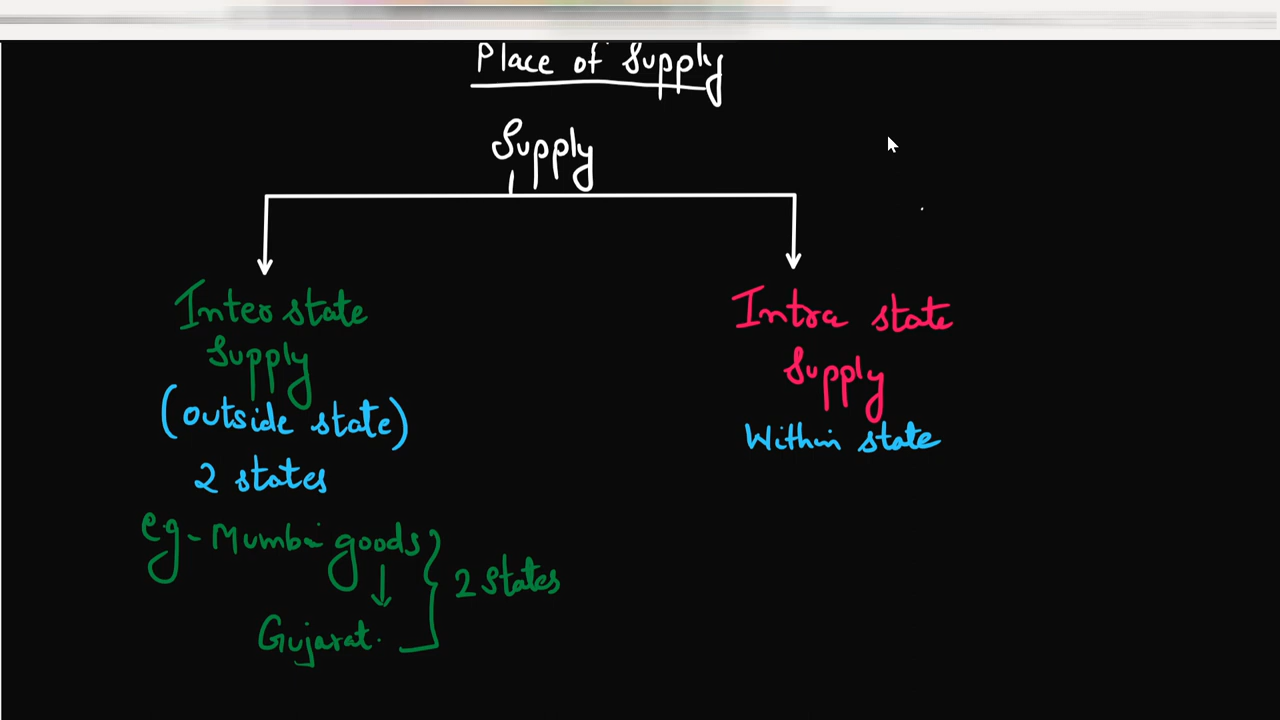 Place of Supply
Supply
Inter state
Supply
(outside state)
2 states
eg- Mumbai goods
Gujarat.
2 states
Intra state
Supply
Within state